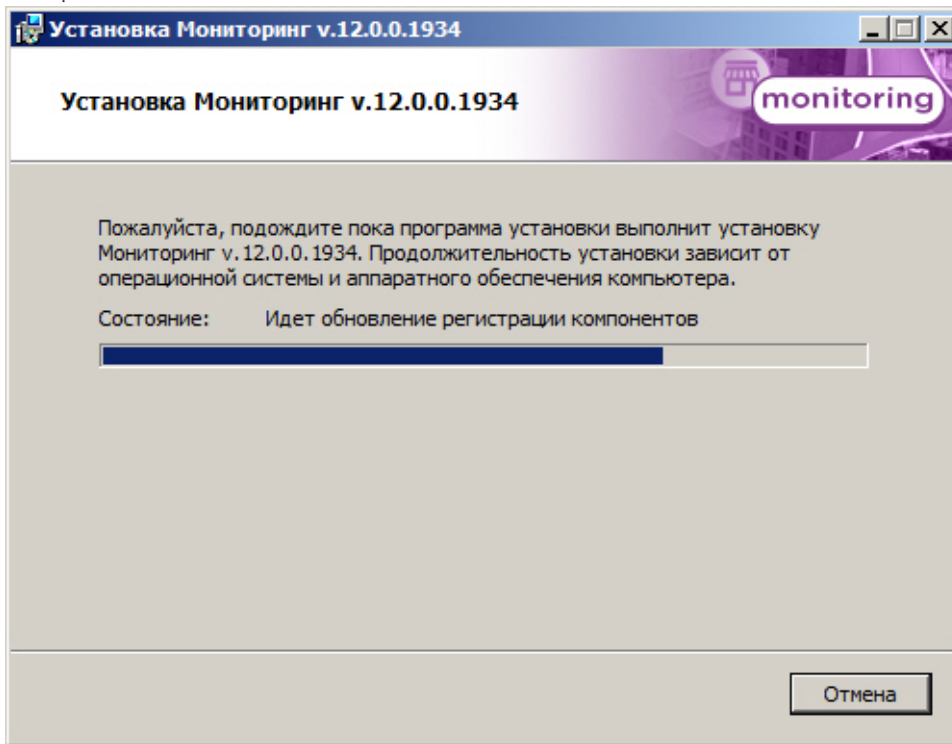 Установка Мониторинг v.12.0.0.1934
Установка Мониторинг v.12.0.0.1934
monitoring
Пожалуйста, подождите пока программа установки выполнит установку
Мониторинг v.12.0.0.1934. Продолжительность установки зависит от
операционной системы и аппаратного обеспечения компьютера.
Состояние: Идет обновление регистрации компонентов
Отмена